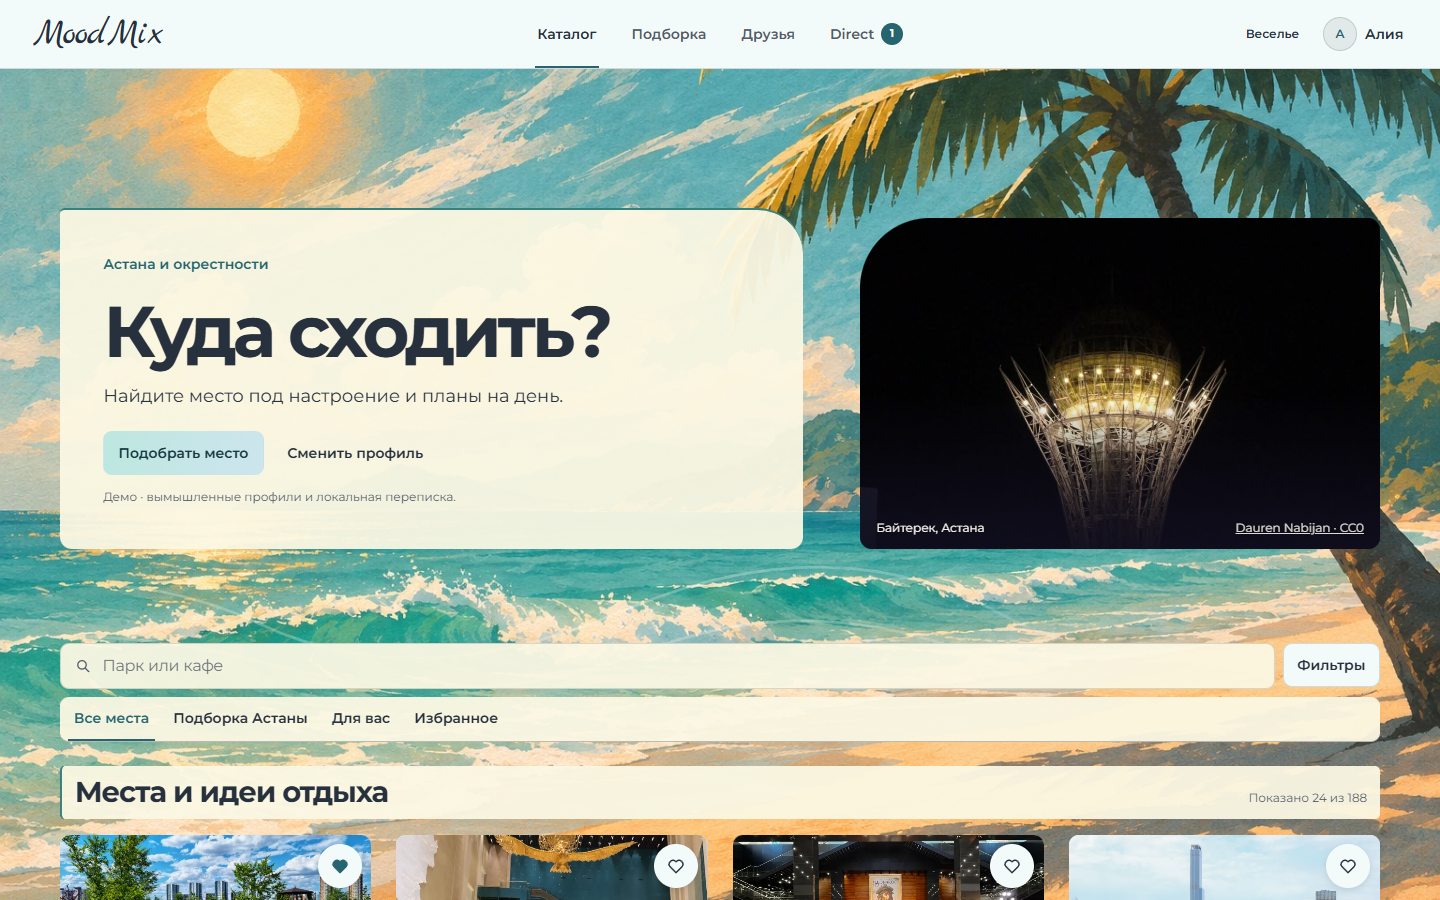 MoodMix
Каталог
Подборка
Друзья
Direct 1
Веселье
А
Алия
Астана и окрестности
Куда сходить?
Найдите место под настроение и планы на день.
Подобрать место
Сменить профиль
Демо · вымышленные профили и локальная переписка.
Байтерек, Астана
Dauren Nabijan · CC0
Парк или кафе
Фильтры
Все места
Подборка Астаны
Для вас
Избранное
Места и идеи отдыха
Показано 24 из 188